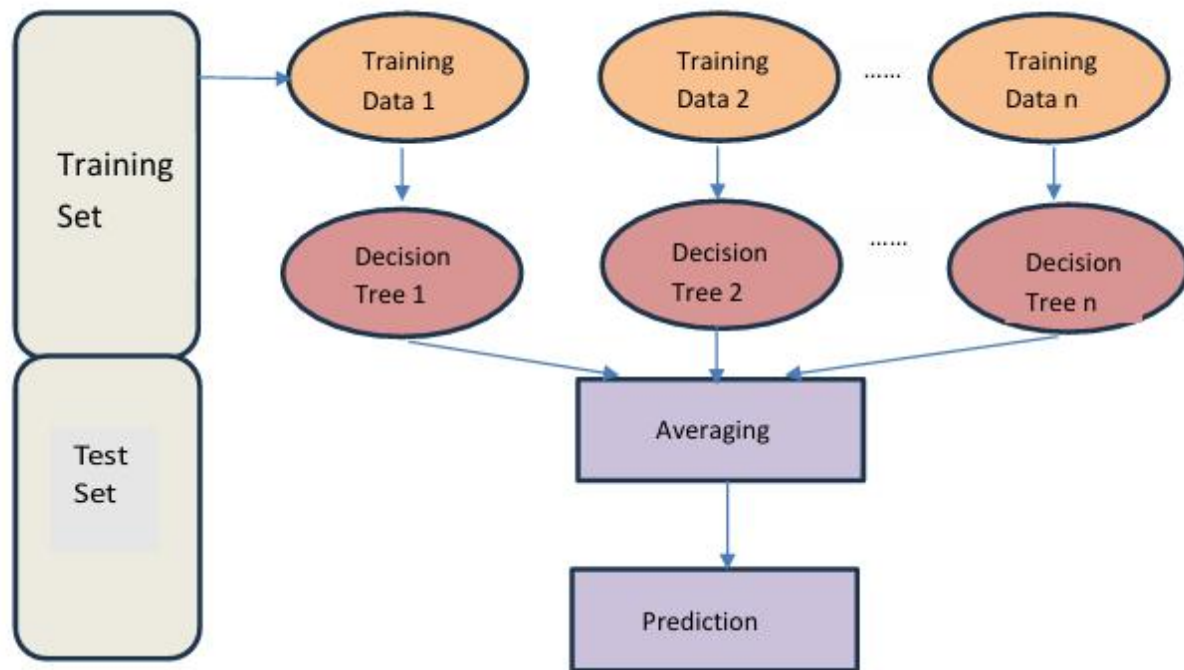 Training
Set
Test
Set
Training
Data 1
Training
Data 2
......
Training
Data n
Decision
Tree 1
Decision
Tree 2
......
Decision
Tree n
Averaging
Prediction